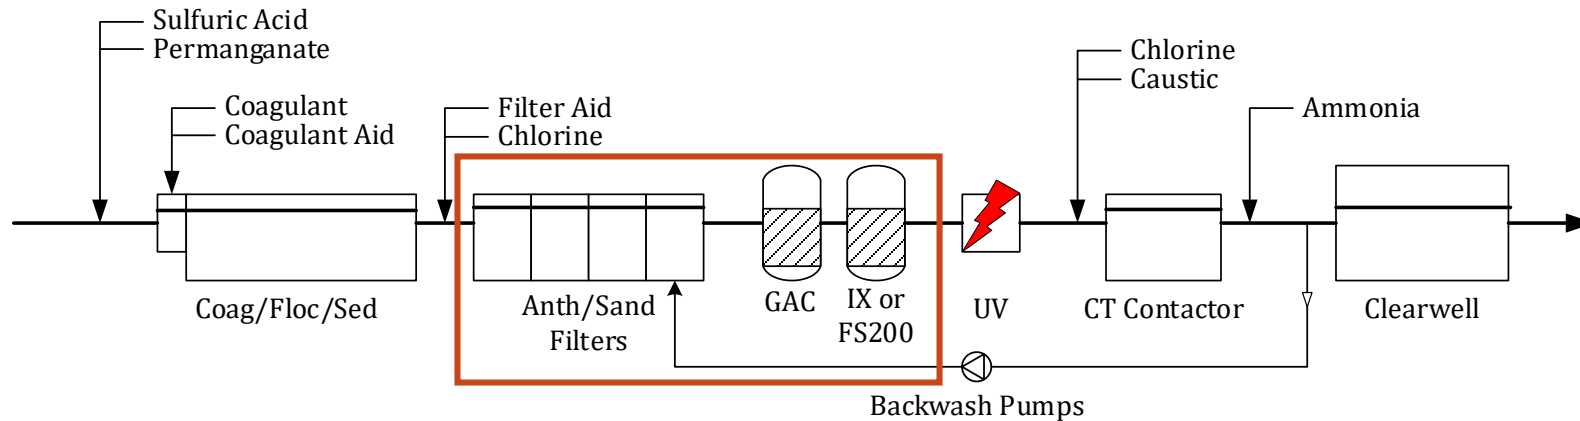 Sulfuric Acid
Permanganate
Coagulant
Coagulant Aid
Filter Aid
Chlorine
Chlorine
Caustic
Ammonia
Coag/Floc/Sed
Anth/Sand
Filters
GAC
IX or
FS200
UV
CT Contactor
Clearwell
Backwash Pumps